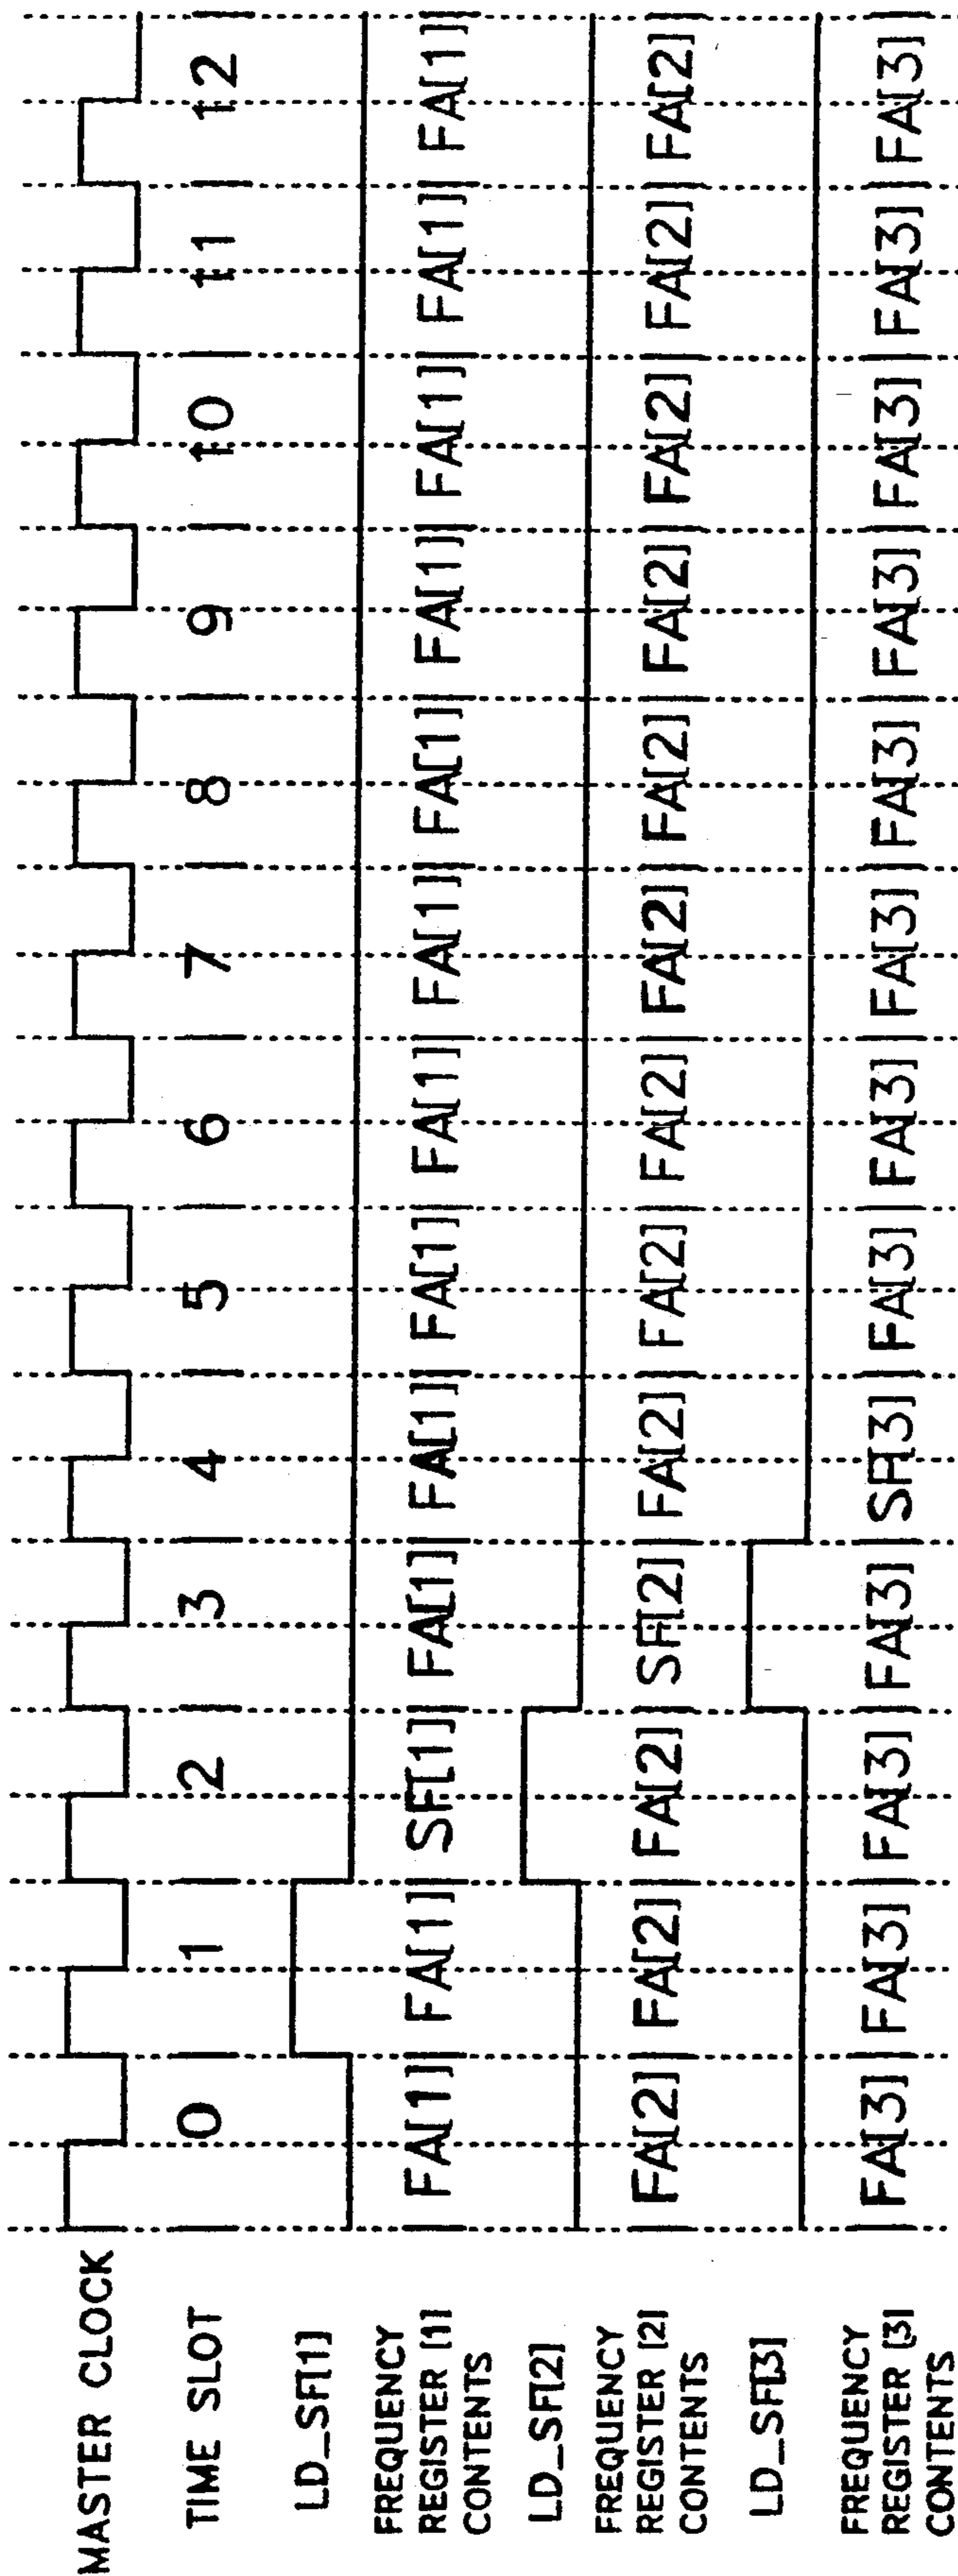 MASTER CLOCK
TIME SLOT | 0 | 1 | 2 | 3 | 4 | 5 | 6 | 7 | 8 | 9 | 10 | 11 | 12 |
LD_SF[1]
FREQUENCY
REGISTER [1]
CONTENTS
| FA[1] | FA[1] | SF[1] | FA[1] | FA[1] | FA[1] | FA[1] | FA[1] | FA[1] | FA[1] | FA[1] | FA[1] | FA[1] |
LD_SF[2]
FREQUENCY
REGISTER [2]
CONTENTS
| FA[2] | FA[2] | FA[2] | SF[2] | FA[2] | FA[2] | FA[2] | FA[2] | FA[2] | FA[2] | FA[2] | FA[2] | FA[2] |
LD_SF[3]
FREQUENCY
REGISTER [3]
CONTENTS
| FA[3] | FA[3] | FA[3] | FA[3] | SF[3] | FA[3] | FA[3] | FA[3] | FA[3] | FA[3] | FA[3] | FA[3] | FA[3] |